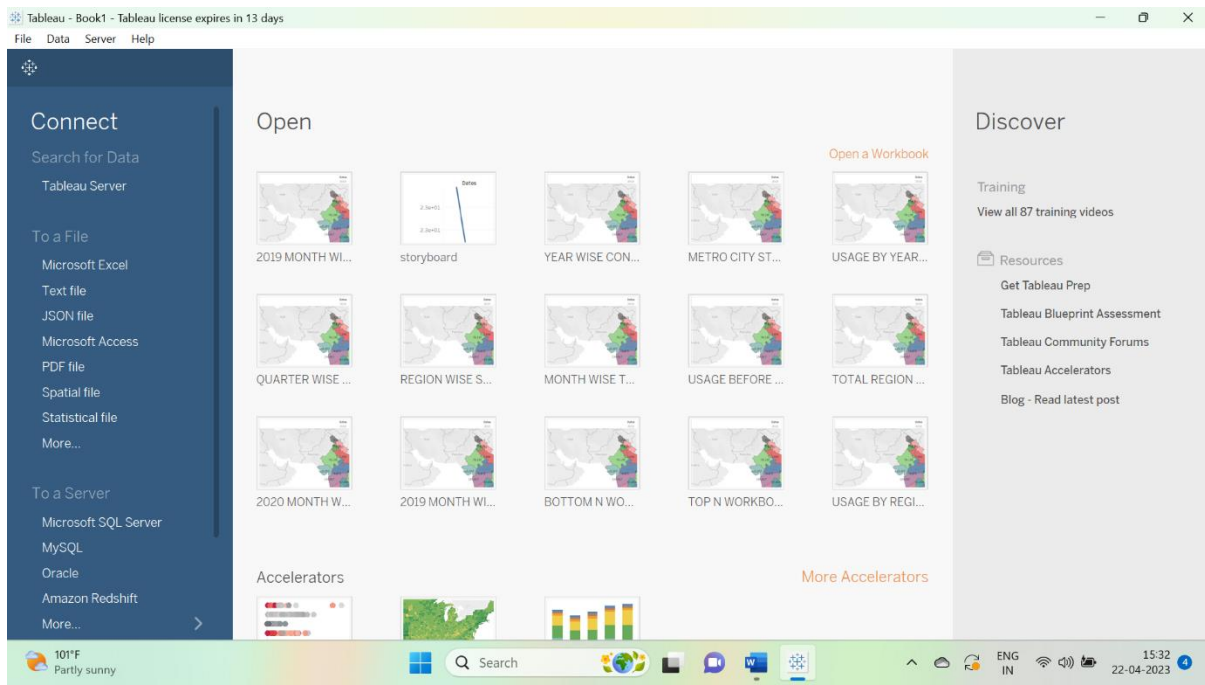 Tableau - Book1 - Tableau license expires in 13 days
File Data Server Help
Connect
Search for Data
Tableau Server
To a File
Microsoft Excel
Text file
JSON file
Microsoft Access
PDF file
Spatial file
Statistical file
More...
To a Server
Microsoft SQL Server
MySQL
Oracle
Amazon Redshift
More...
Open
Open a Workbook
2019 MONTH WI...
storyboard
YEAR WISE CON...
METRO CITY ST...
USAGE BY YEAR...
QUARTER WISE ...
REGION WISE S...
MONTH WISE T...
USAGE BEFORE ...
TOTAL REGION ...
2020 MONTH W...
2019 MONTH WI...
BOTTOM N WO...
TOP N WORKBO...
USAGE BY REGI...
Accelerators
More Accelerators
Discover
Training
View all 87 training videos
Resources
Get Tableau Prep
Tableau Blueprint Assessment
Tableau Community Forums
Tableau Accelerators
Blog - Read latest post
101°F
Partly sunny
Search
ENG
IN
15:32
22-04-2023
4